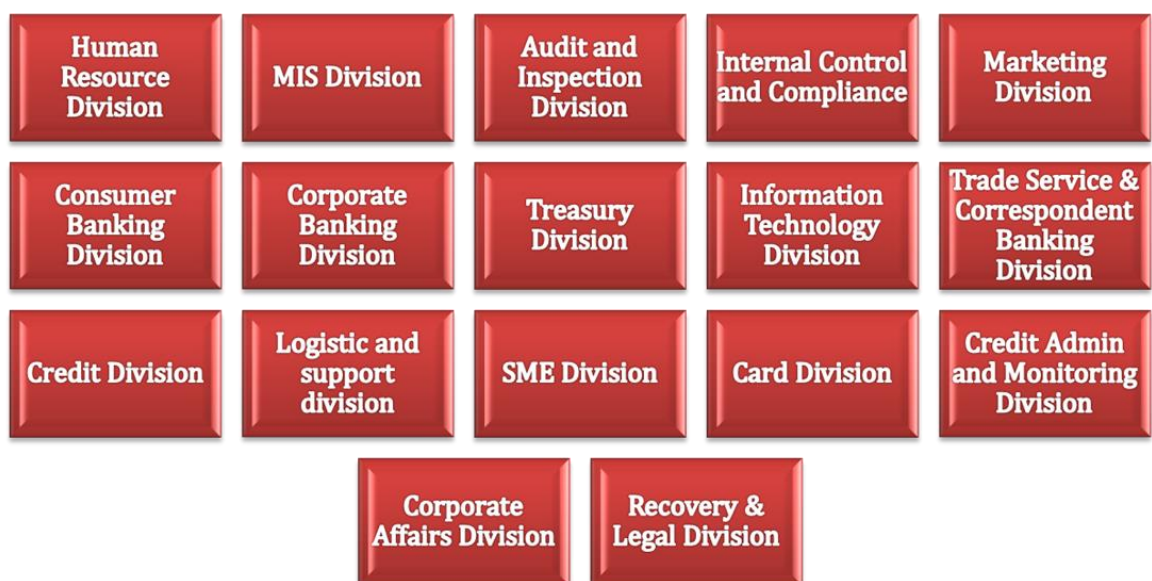 Human
Resource
Division
MIS Division
Audit and
Inspection
Division
Internal Control
and Compliance
Marketing
Division
Consumer
Banking
Division
Corporate
Banking
Division
Treasury
Division
Information
Technology
Division
Trade Service &
Correspondent
Banking
Division
Credit Division
Logistic and
support
division
SME Division
Card Division
Credit Admin
and Monitoring
Division
Corporate
Affairs Division
Recovery &
Legal Division